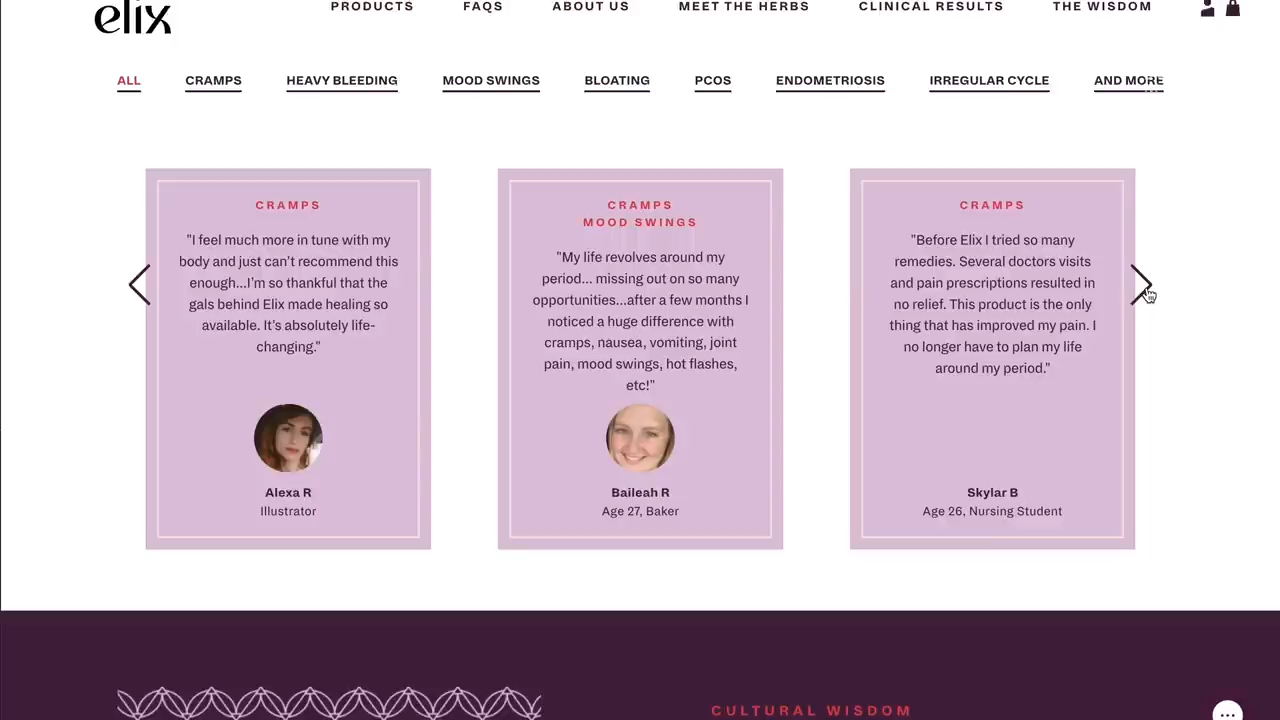 elix
PRODUCTS FAQS ABOUT US MEET THE HERBS CLINICAL RESULTS THE WISDOM
ALL CRAMPS HEAVY BLEEDING MOOD SWINGS BLOATING PCOS ENDOMETRIOSIS IRREGULAR CYCLE AND MORE
CRAMPS
"I feel much more in tune with my
body and just can't recommend this
enough...I'm so thankful that the
gals behind Elix made healing so
available. It's absolutely life-
changing."
Alexa R
Illustrator
CRAMPS
MOOD SWINGS
"My life revolves around my
period... missing out on so many
opportunities...after a few months I
noticed a huge difference with
cramps, nausea, vomiting, joint
pain, mood swings, hot flashes,
etc!"
Baileah R
Age 27, Baker
CRAMPS
"Before Elix I tried so many
remedies. Several doctors visits
and pain prescriptions resulted in
no relief. This product is the only
thing that has improved my pain. I
no longer have to plan my life
around my period."
Skylar B
Age 26, Nursing Student
CULTURAL WISDOM